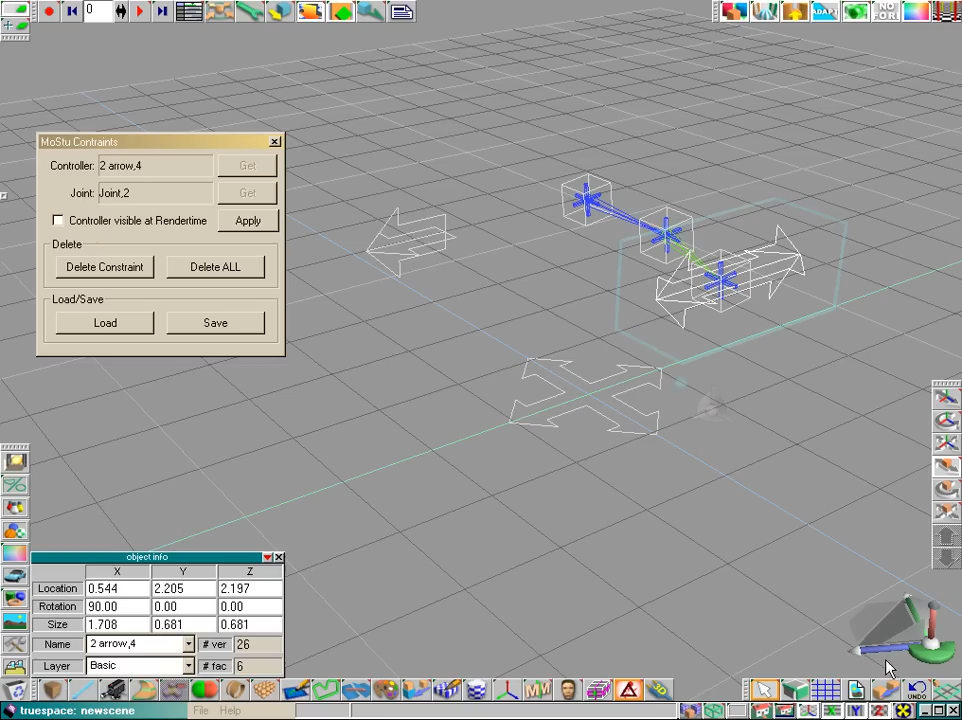 0
ADAPT
NO FOR!
MoStu Contraints
Controller: 2 arrow,4 Get
Joint: Joint,2 Get
Controller visible at Rendertime Apply
Delete
Delete Constraint Delete ALL
Load/Save
Load Save
object info
X Y Z
Location 0.544 2.205 2.197
Rotation 90.00 0.00 0.00
Size 1.708 0.681 0.681
Name 2 arrow,4 # ver 26
Layer Basic # fac 6
MW
UNDO
truespace: newscene File Help